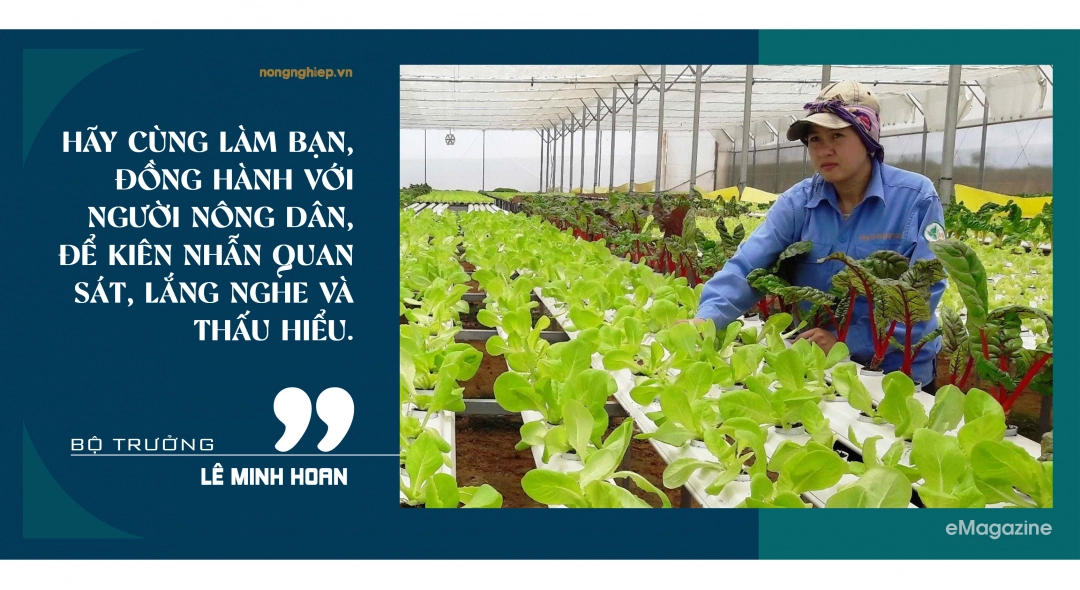 nongnghiep.vn
HÃY CÙNG LÀM BẠN,
ĐỒNG HÀNH VỚI
NGƯỜI NÔNG DÂN,
ĐỂ KIÊN NHẪN QUAN
SÁT, LẮNG NGHE VÀ
THẤU HIỂU.
”
BỘ TRƯỞNG
LÊ MINH HOAN
eMagazine